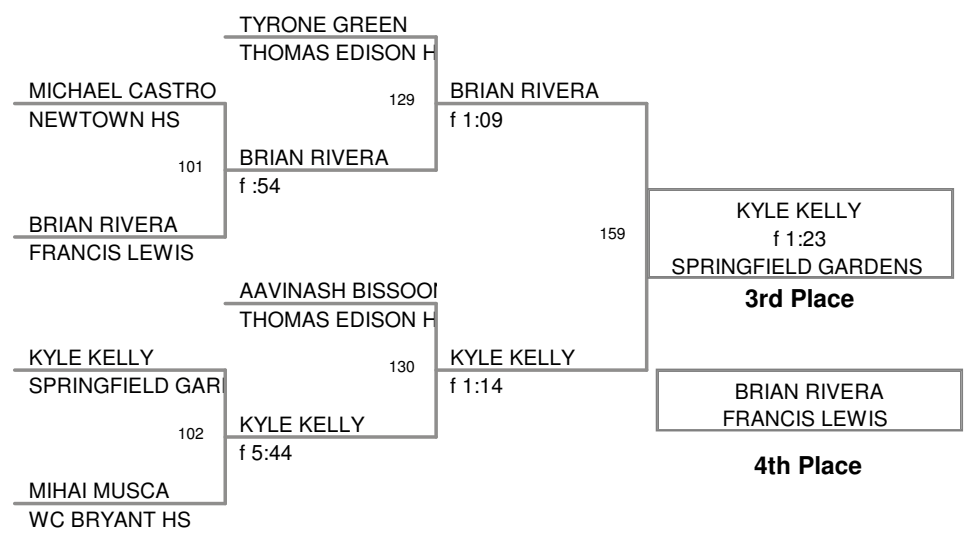 TYRONE GREEN
THOMAS EDISON H
MICHAEL CASTRO
NEWTOWN HS
129
BRIAN RIVERA
f 1:09
101
BRIAN RIVERA
f :54
BRIAN RIVERA
FRANCIS LEWIS
159
KYLE KELLY
f 1:23
SPRINGFIELD GARDENS
3rd Place
AAVINASH BISSOON
THOMAS EDISON H
KYLE KELLY
SPRINGFIELD GARD
130
KYLE KELLY
f 1:14
102
KYLE KELLY
f 5:44
MIHAI MUSCA
WC BRYANT HS
BRIAN RIVERA
FRANCIS LEWIS
4th Place